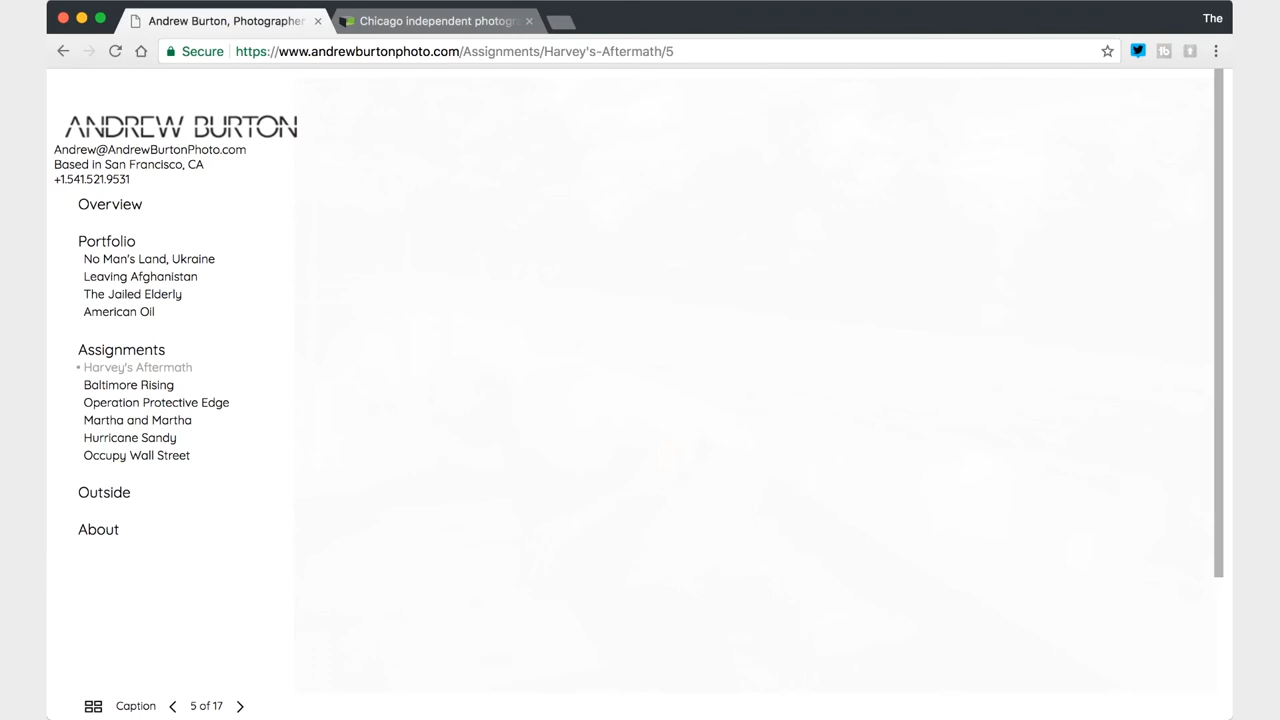 Andrew Burton, Photographer
Chicago independent photogra
The
Secure
https://www.andrewburtonphoto.com/Assignments/Harvey's-Aftermath/5
ANDREW BURTON
Andrew@AndrewBurtonPhoto.com
Based in San Francisco, CA
+1.541.521.9531
Overview
Portfolio
No Man's Land, Ukraine
Leaving Afghanistan
The Jailed Elderly
American Oil
Assignments
• Harvey's Aftermath
Baltimore Rising
Operation Protective Edge
Martha and Martha
Hurricane Sandy
Occupy Wall Street
Outside
About
Caption
5 of 17